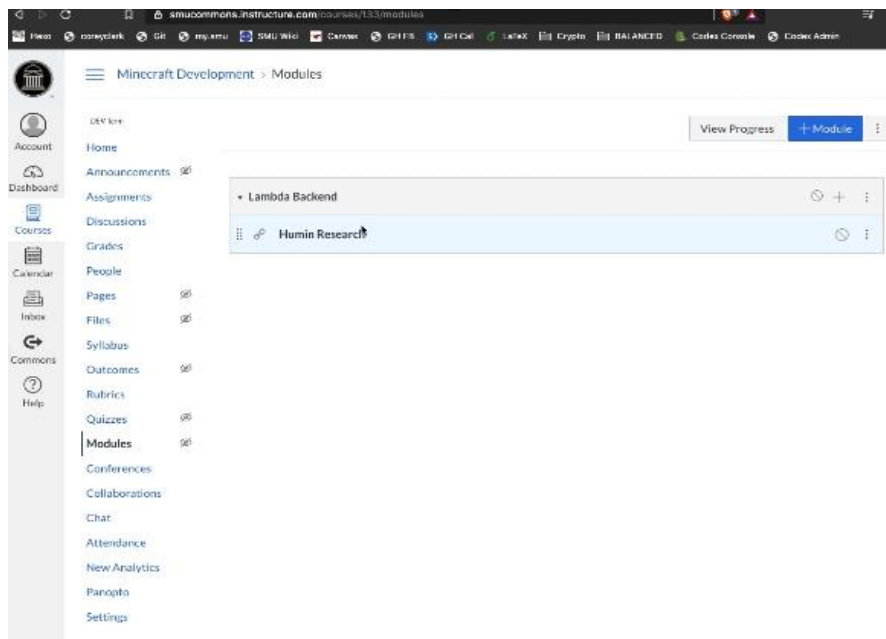 smucommons.instructure.com/courses/133/modules
coreyclark Git my.smu SMU Wiki Canvas GH Cal LaTeX Crypto BALANCED Codex Console Codex Admin
Minecraft Development > Modules
View Progress + Module
Account
Dashboard
Courses
Calendar
Inbox
Commons
Help
Home
Announcements
Assignments
Discussions
Grades
People
Pages
Files
Syllabus
Outcomes
Rubrics
Quizzes
Modules
Conferences
Collaborations
Chat
Attendance
New Analytics
Panopto
Settings
Lambda Backend
Humin Research